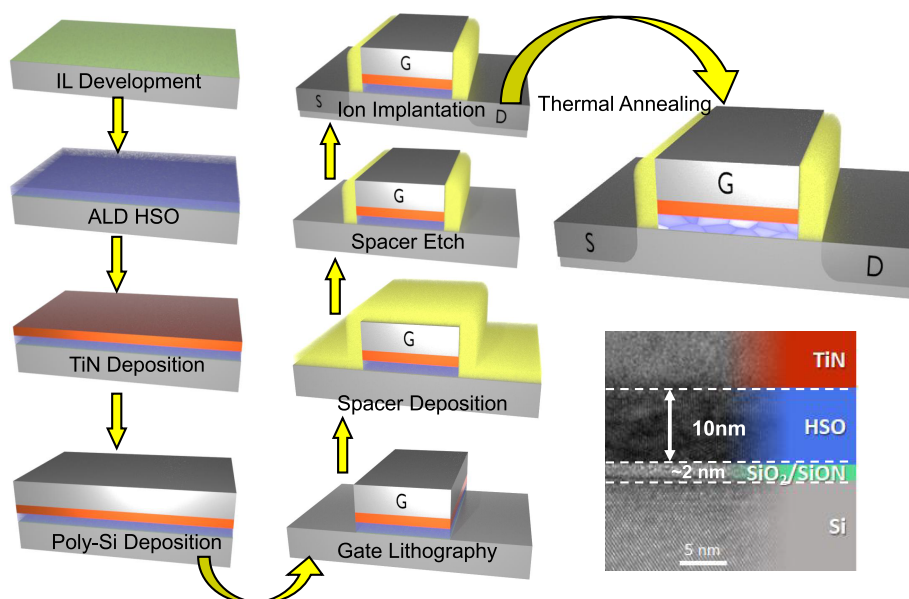 IL Development
ALD HSO
TiN Deposition
Poly-Si Deposition
G
Gate Lithography
G
Spacer Deposition
G
Spacer Etch
G
S
Ion Implantation
D
Thermal Annealing
G
S
D
TiN
HSO
10nm
~2 nm
SiO₂/SiON
Si
5 nm